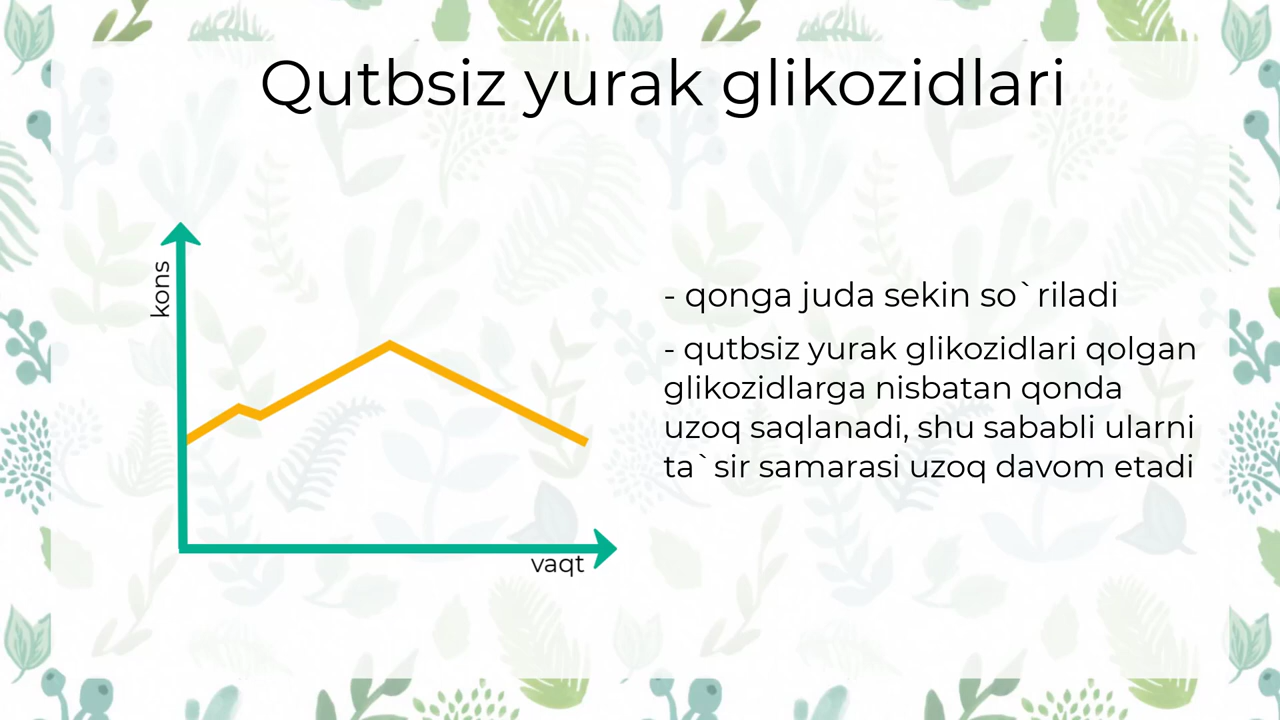 Qutbsiz yurak glikozidlari
kons
- qonga juda sekin so`riladi
- qutbsiz yurak glikozidlari qolgan
glikozidlarga nisbatan qonda
uzoq saqlanadi, shu sababli ularni
ta`sir samarasi uzoq davom etadi
vaqt